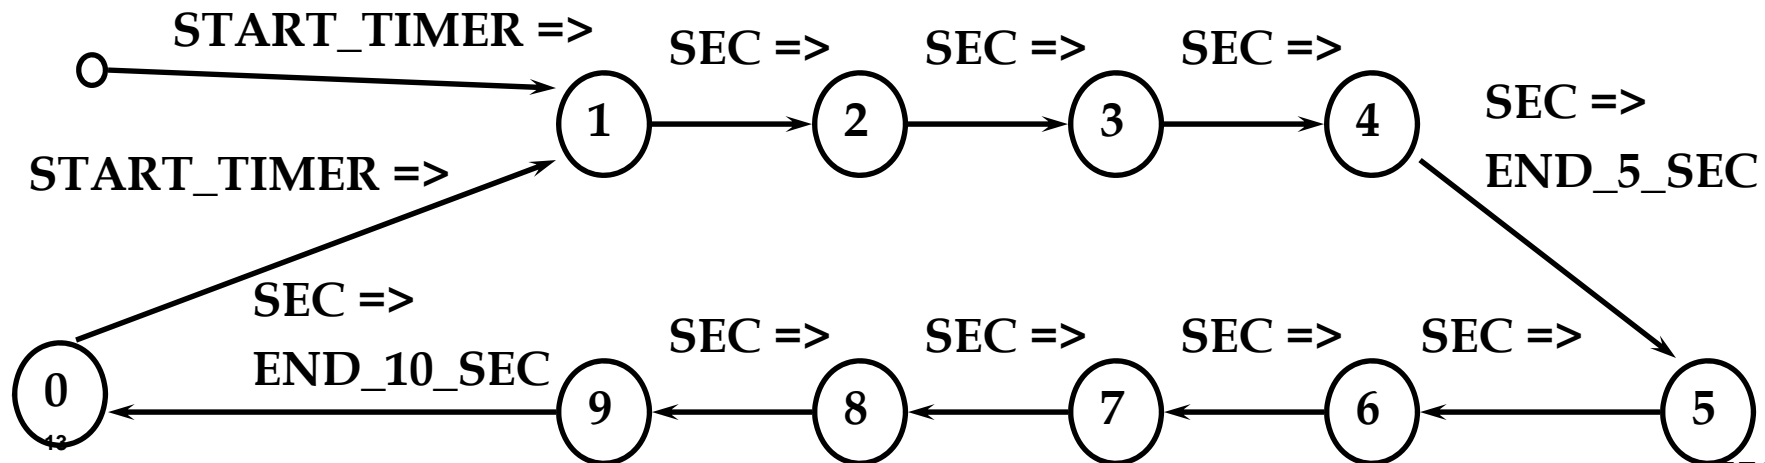 START_TIMER =>
SEC =>
SEC =>
SEC =>
1
2
3
4
SEC =>
END_5_SEC
START_TIMER =>
SEC =>
END_10_SEC
SEC =>
SEC =>
SEC =>
SEC =>
0
9
8
7
6
5
13